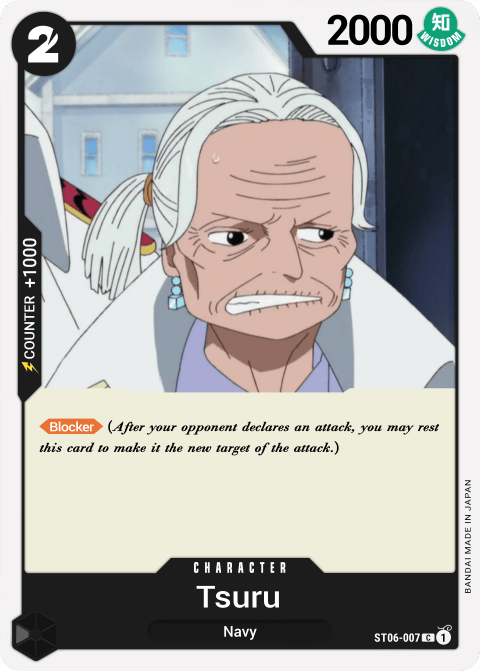 2
2000
知
WISDOM
COUNTER +1000
Blocker (After your opponent declares an attack, you may rest
this card to make it the new target of the attack.)
BANDAI MADE IN JAPAN
CHARACTER
Tsuru
Navy
ST06-007 C 1